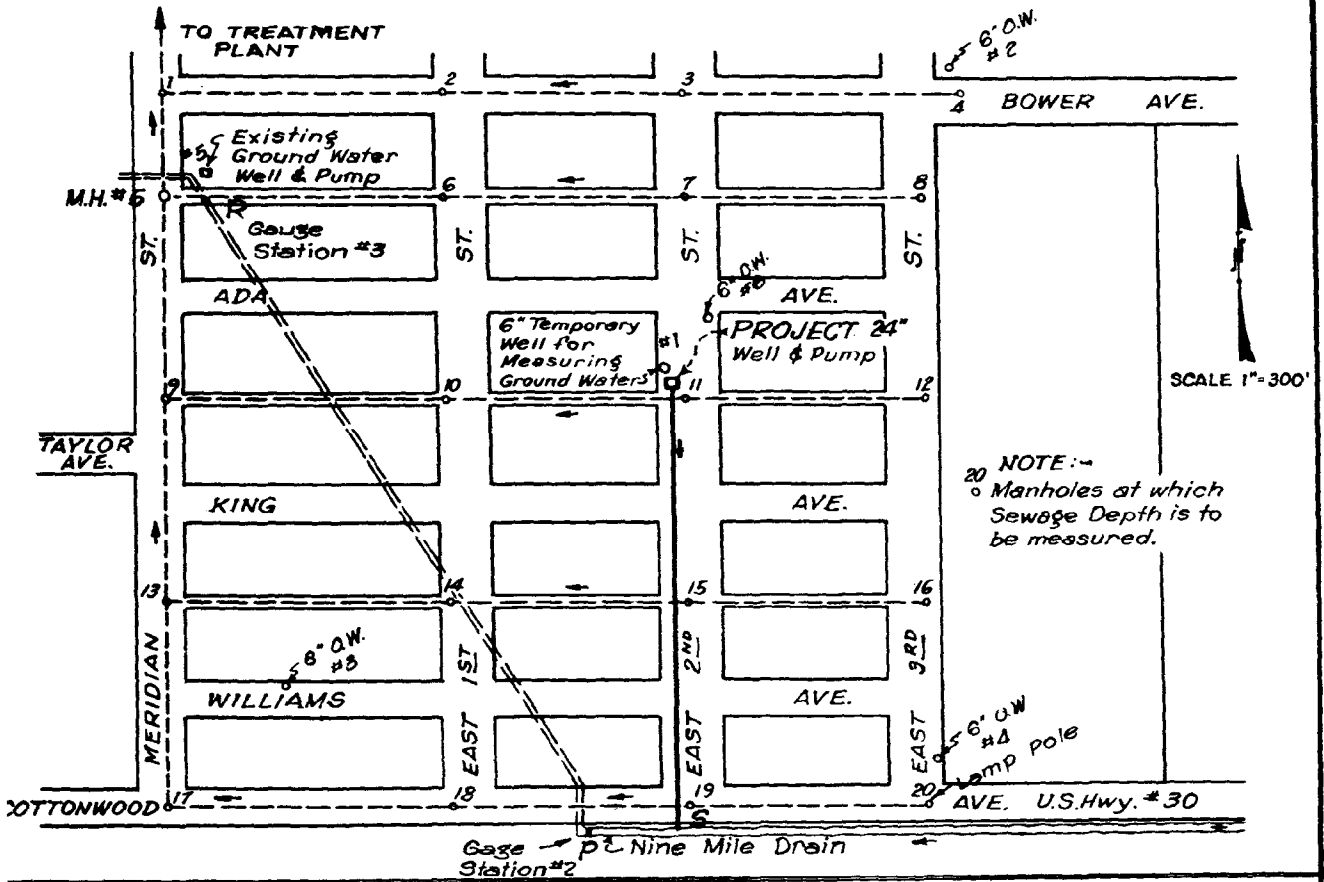 TO TREATMENT
PLANT
6" O.W.
#2
1
2
3
4
BOWER AVE.
#5
Existing
Ground Water
Well & Pump
M.H. #5
6
7
8
R
Gauge
Station #3
ST.
ST.
ST.
ST.
ADA
AVE.
6" O.W.
6" Temporary
Well for
Measuring
Ground Waters
#1
PROJECT 24"
Well & Pump
SCALE 1"=300'
9
10
11
12
TAYLOR
AVE.
KING
AVE.
20
NOTE:-
Manholes at which
Sewage Depth is to
be measured.
13
14
15
16
MERIDIAN
8" O.W.
#3
1ST
2ND
3RD
WILLIAMS
AVE.
EAST
EAST
EAST
6" O.W
#4
Lamp pole
COTTONWOOD
17
18
19
20
AVE. U.S. Hwy. #30
S
Gage
Station #2
P
Nine Mile Drain